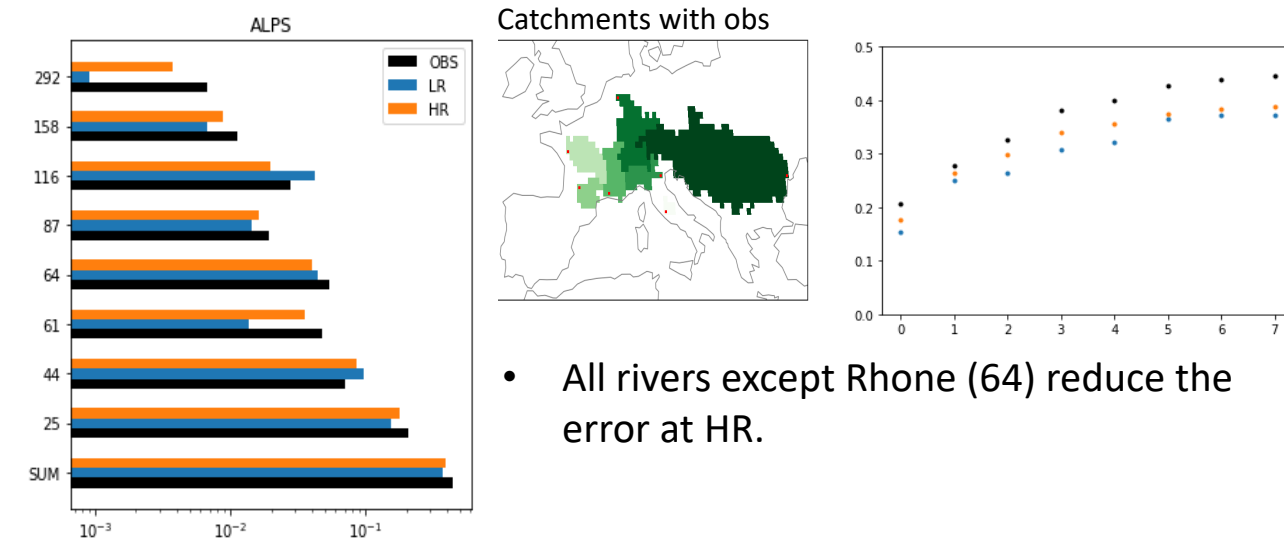 ALPS
OBS
LR
HR
292
158
116
87
64
61
44
25
SUM
10⁻³
10⁻²
10⁻¹
Catchments with obs
0.5
0.4
0.3
0.2
0.1
0.0
0 1 2 3 4 5 6 7
• All rivers except Rhone (64) reduce the
error at HR.